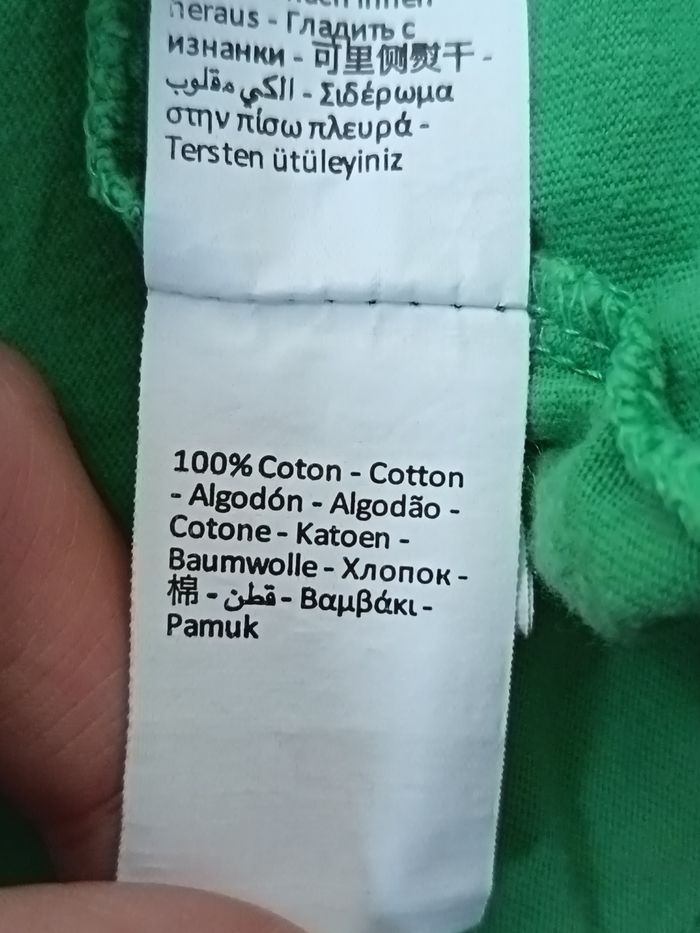 heraus - Гладить с
изнанки - 可里侧熨干 -
الكي مقلوب - Σιδέρωμα
στην πίσω πλευρά -
Tersten ütüleyiniz
100% Coton - Cotton
- Algodón - Algodão -
Cotone - Katoen -
Baumwolle - Хлопок -
棉 - قطن - Βαμβάκι -
Pamuk